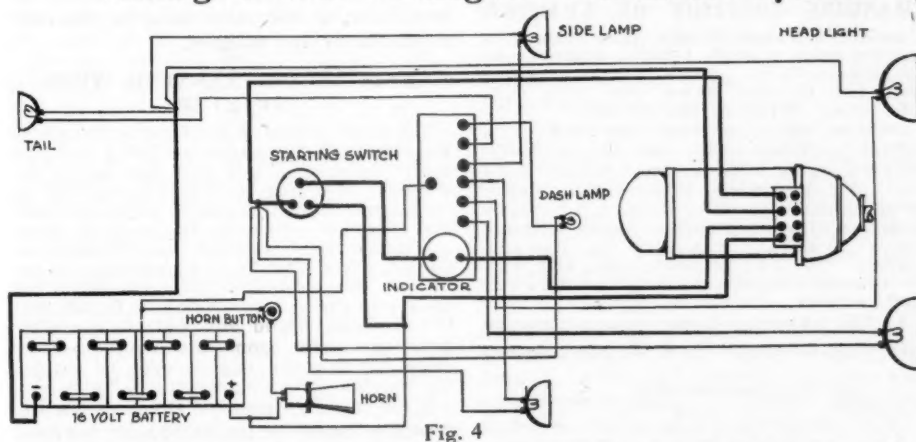 SIDE LAMP
HEAD LIGHT
TAIL
STARTING SWITCH
DASH LAMP
INDICATOR
HORN BUTTON
-
+
16 VOLT BATTERY
HORN
Fig. 4